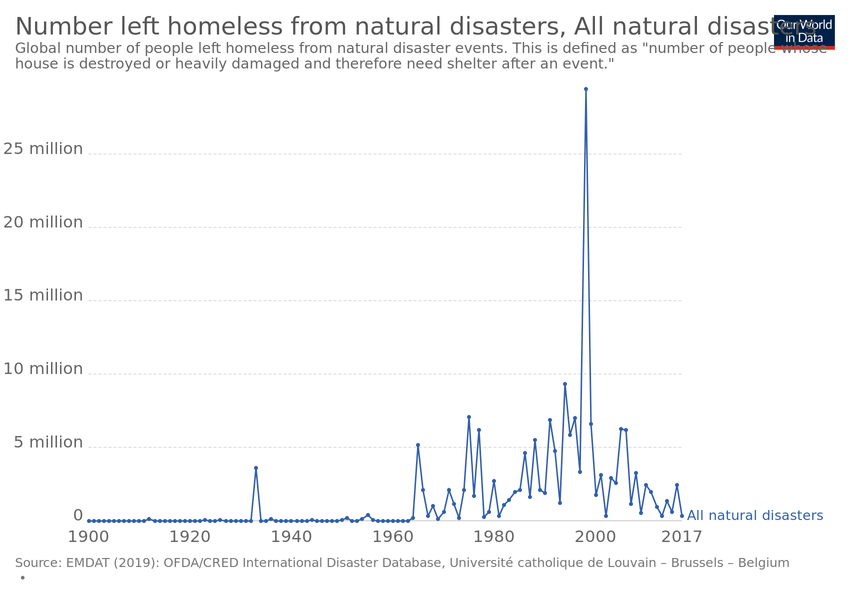 Number left homeless from natural disasters, All natural disasters
Our World
in Data
Global number of people left homeless from natural disaster events. This is defined as "number of people whose
house is destroyed or heavily damaged and therefore need shelter after an event."
25 million
20 million
15 million
10 million
5 million
0
All natural disasters
1900
1920
1940
1960
1980
2000
2017
Source: EMDAT (2019): OFDA/CRED International Disaster Database, Université catholique de Louvain – Brussels – Belgium
•